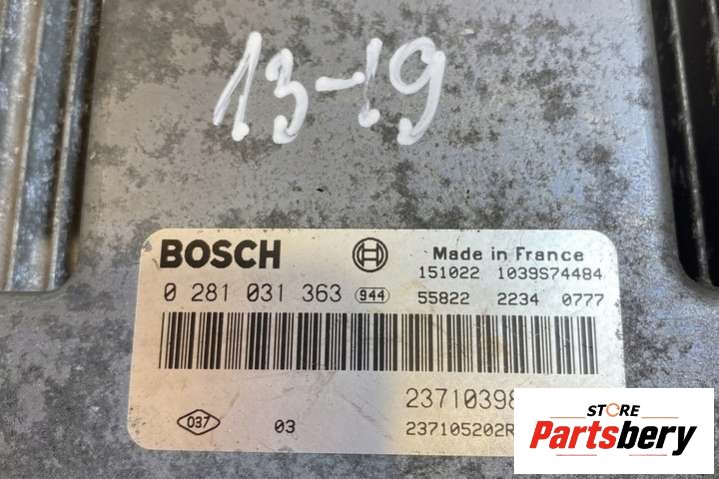 13-19
BOSCH Made in France
151022 1039S74484
0 281 031 363 944 55822 2234 0777
23710398
037 03 237105202R
STORE
Partsbery